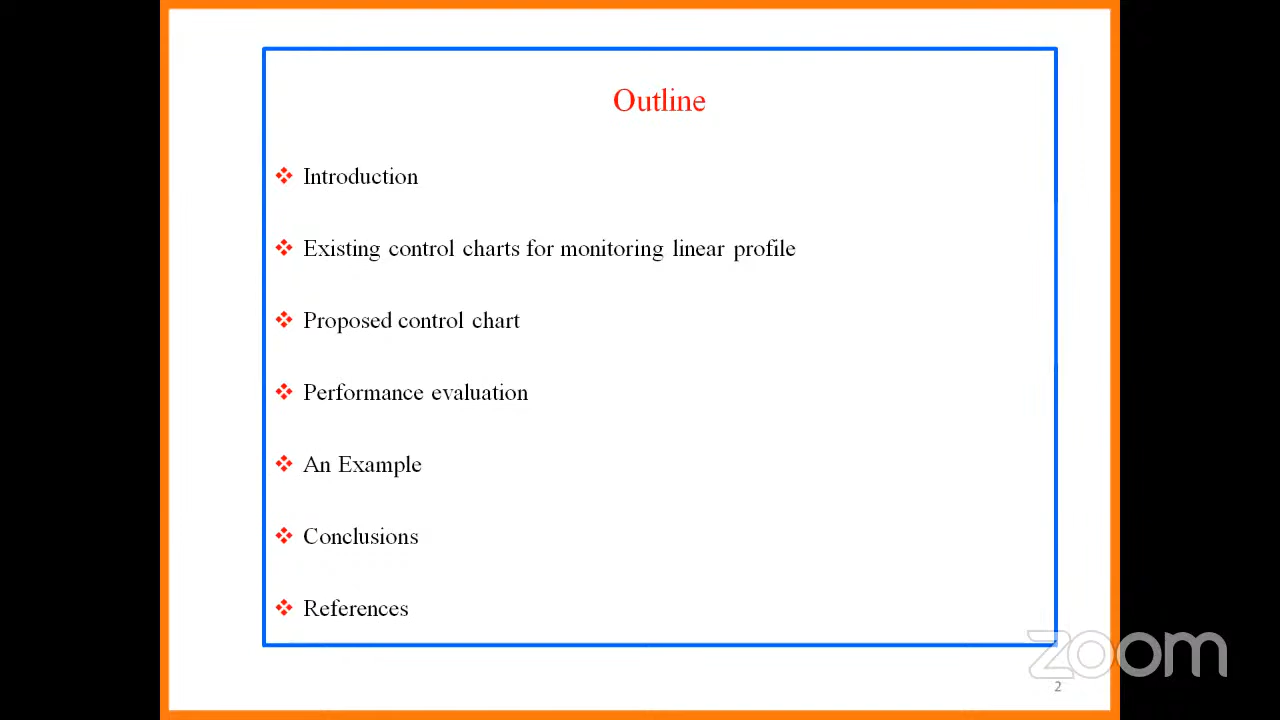 Outline
Introduction
Existing control charts for monitoring linear profile
Proposed control chart
Performance evaluation
An Example
Conclusions
References
zoom
2